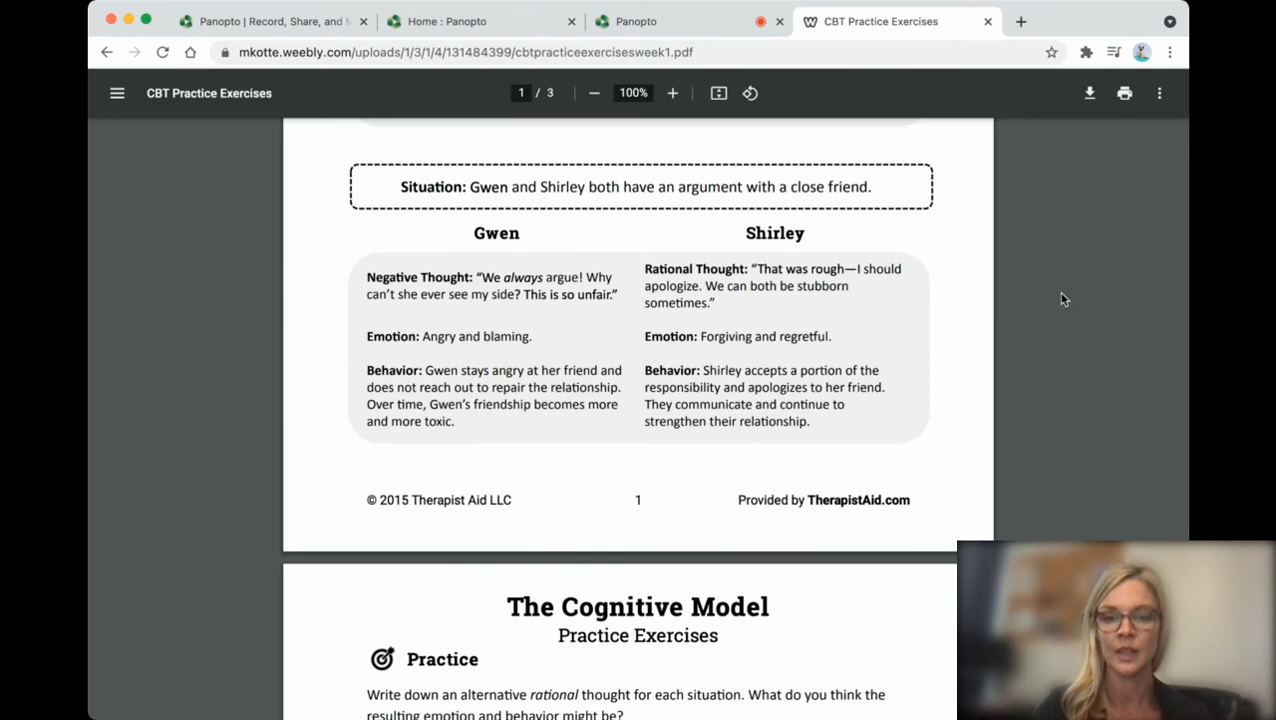 Panopto | Record, Share, and M
Home : Panopto
Panopto
CBT Practice Exercises
mkotte.weebly.com/uploads/1/3/1/4/131484399/cbtpracticeexercisesweek1.pdf
CBT Practice Exercises
1 / 3
100%
Situation: Gwen and Shirley both have an argument with a close friend.
Gwen
Negative Thought: “We always argue! Why
can’t she ever see my side? This is so unfair.”
Emotion: Angry and blaming.
Behavior: Gwen stays angry at her friend and
does not reach out to repair the relationship.
Over time, Gwen’s friendship becomes more
and more toxic.
Shirley
Rational Thought: “That was rough—I should
apologize. We can both be stubborn
sometimes.”
Emotion: Forgiving and regretful.
Behavior: Shirley accepts a portion of the
responsibility and apologizes to her friend.
They communicate and continue to
strengthen their relationship.
© 2015 Therapist Aid LLC
1
Provided by TherapistAid.com
The Cognitive Model
Practice Exercises
Practice
Write down an alternative rational thought for each situation. What do you think the
resulting emotion and behavior might be?